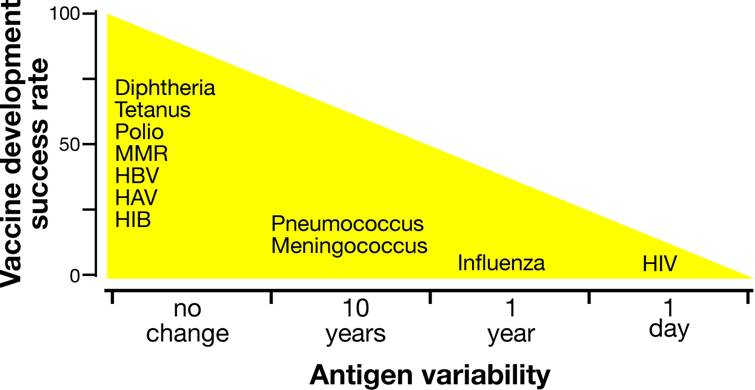 Vaccine development
success rate
100
50
0
Diphtheria
Tetanus
Polio
MMR
HBV
HAV
HIB
Pneumococcus
Meningococcus
Influenza
HIV
no
change
10
years
1
year
1
day
Antigen variability